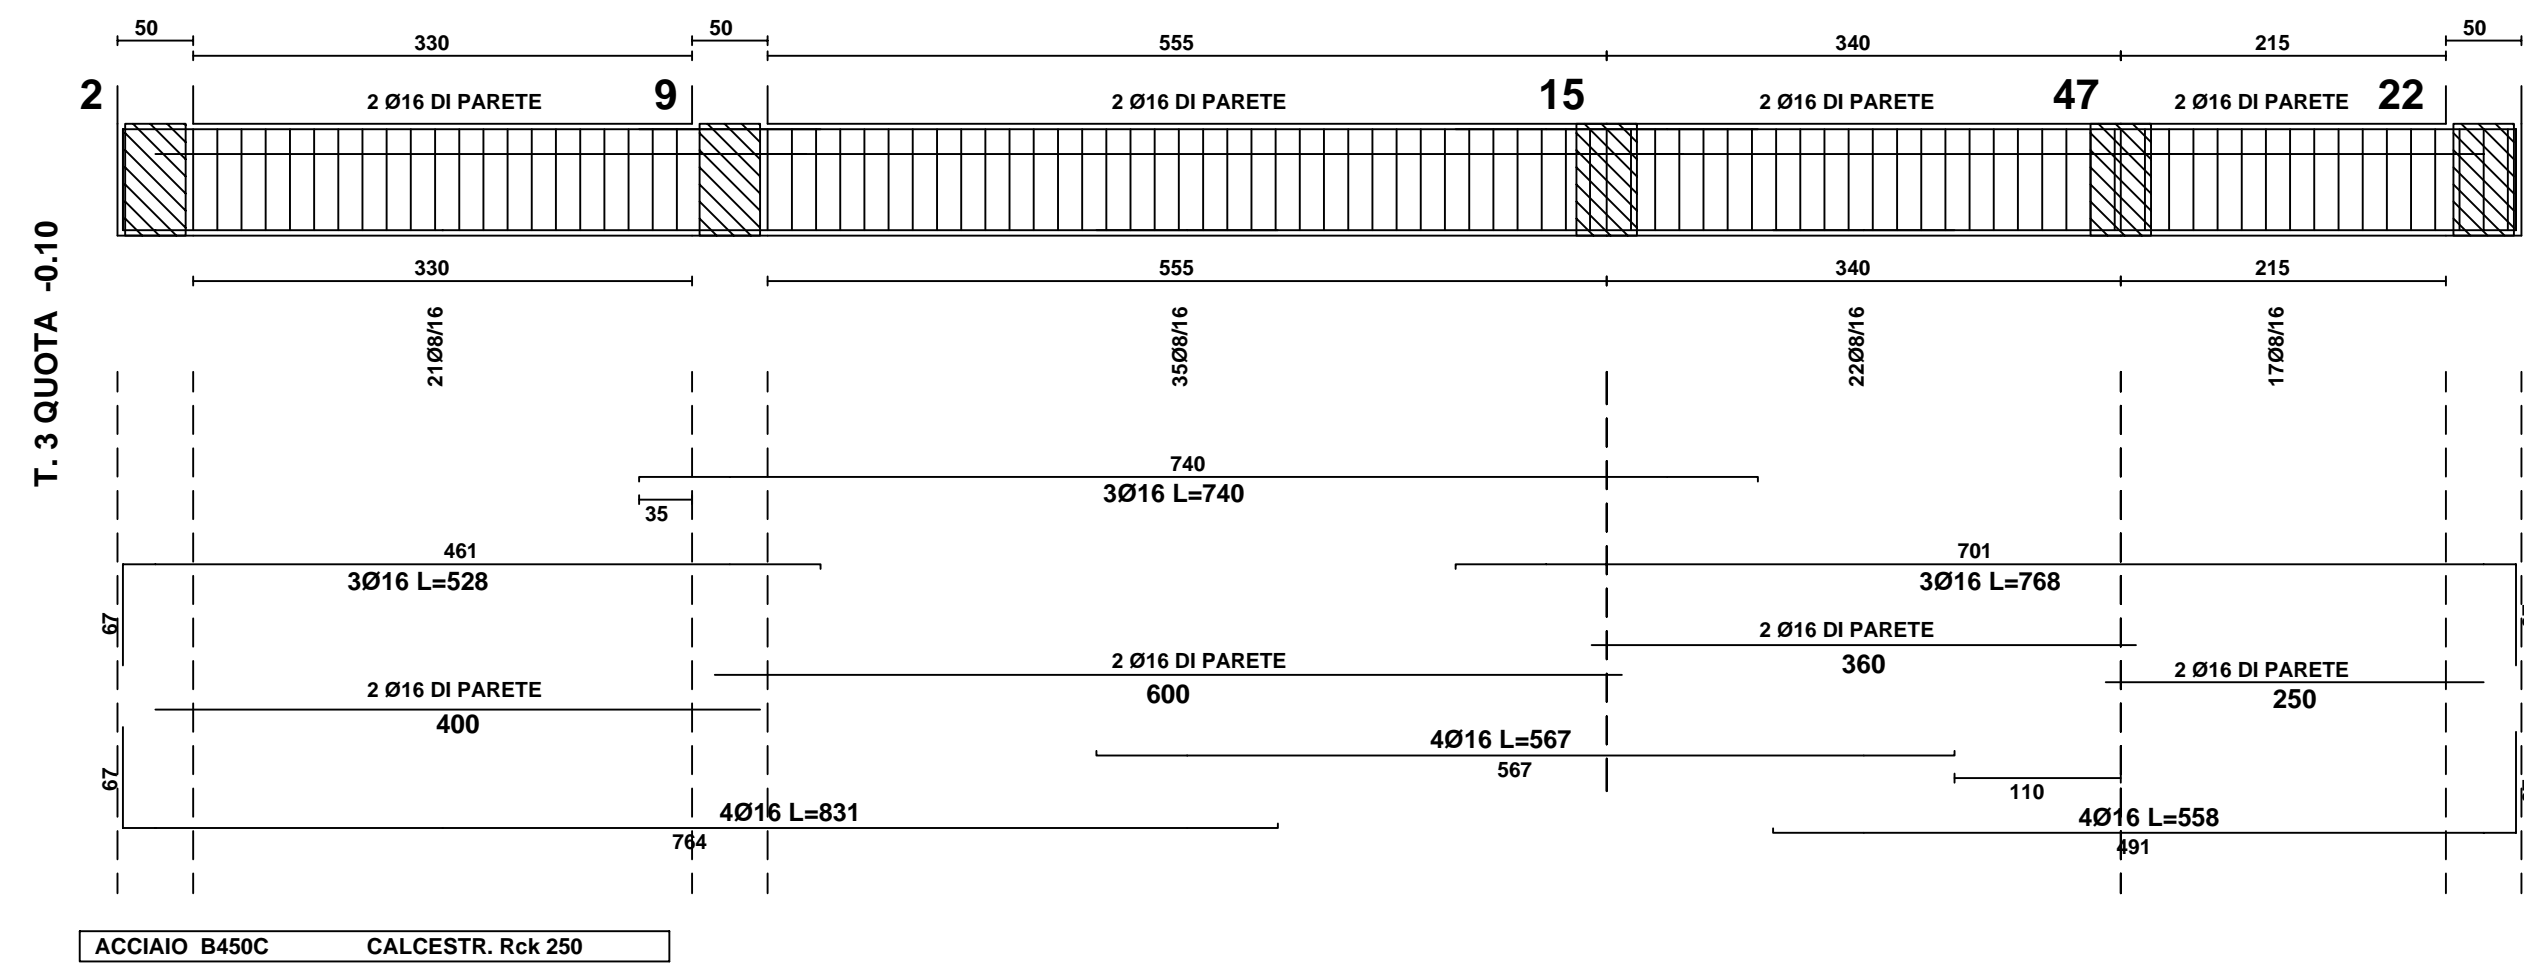 50
330
50
555
340
215
50
2
2 Ø16 DI PARETE
9
2 Ø16 DI PARETE
15
2 Ø16 DI PARETE
47
2 Ø16 DI PARETE
22
T. 3 QUOTA -0.10
330
555
340
215
21Ø8/16
35Ø8/16
22Ø8/16
17Ø8/16
740
3Ø16 L=740
35
461
3Ø16 L=528
701
3Ø16 L=768
67
2 Ø16 DI PARETE
360
2 Ø16 DI PARETE
600
2 Ø16 DI PARETE
250
2 Ø16 DI PARETE
400
4Ø16 L=567
567
67
110
4Ø16 L=831
764
4Ø16 L=558
491
ACCIAIO B450C CALCESTR. Rck 250